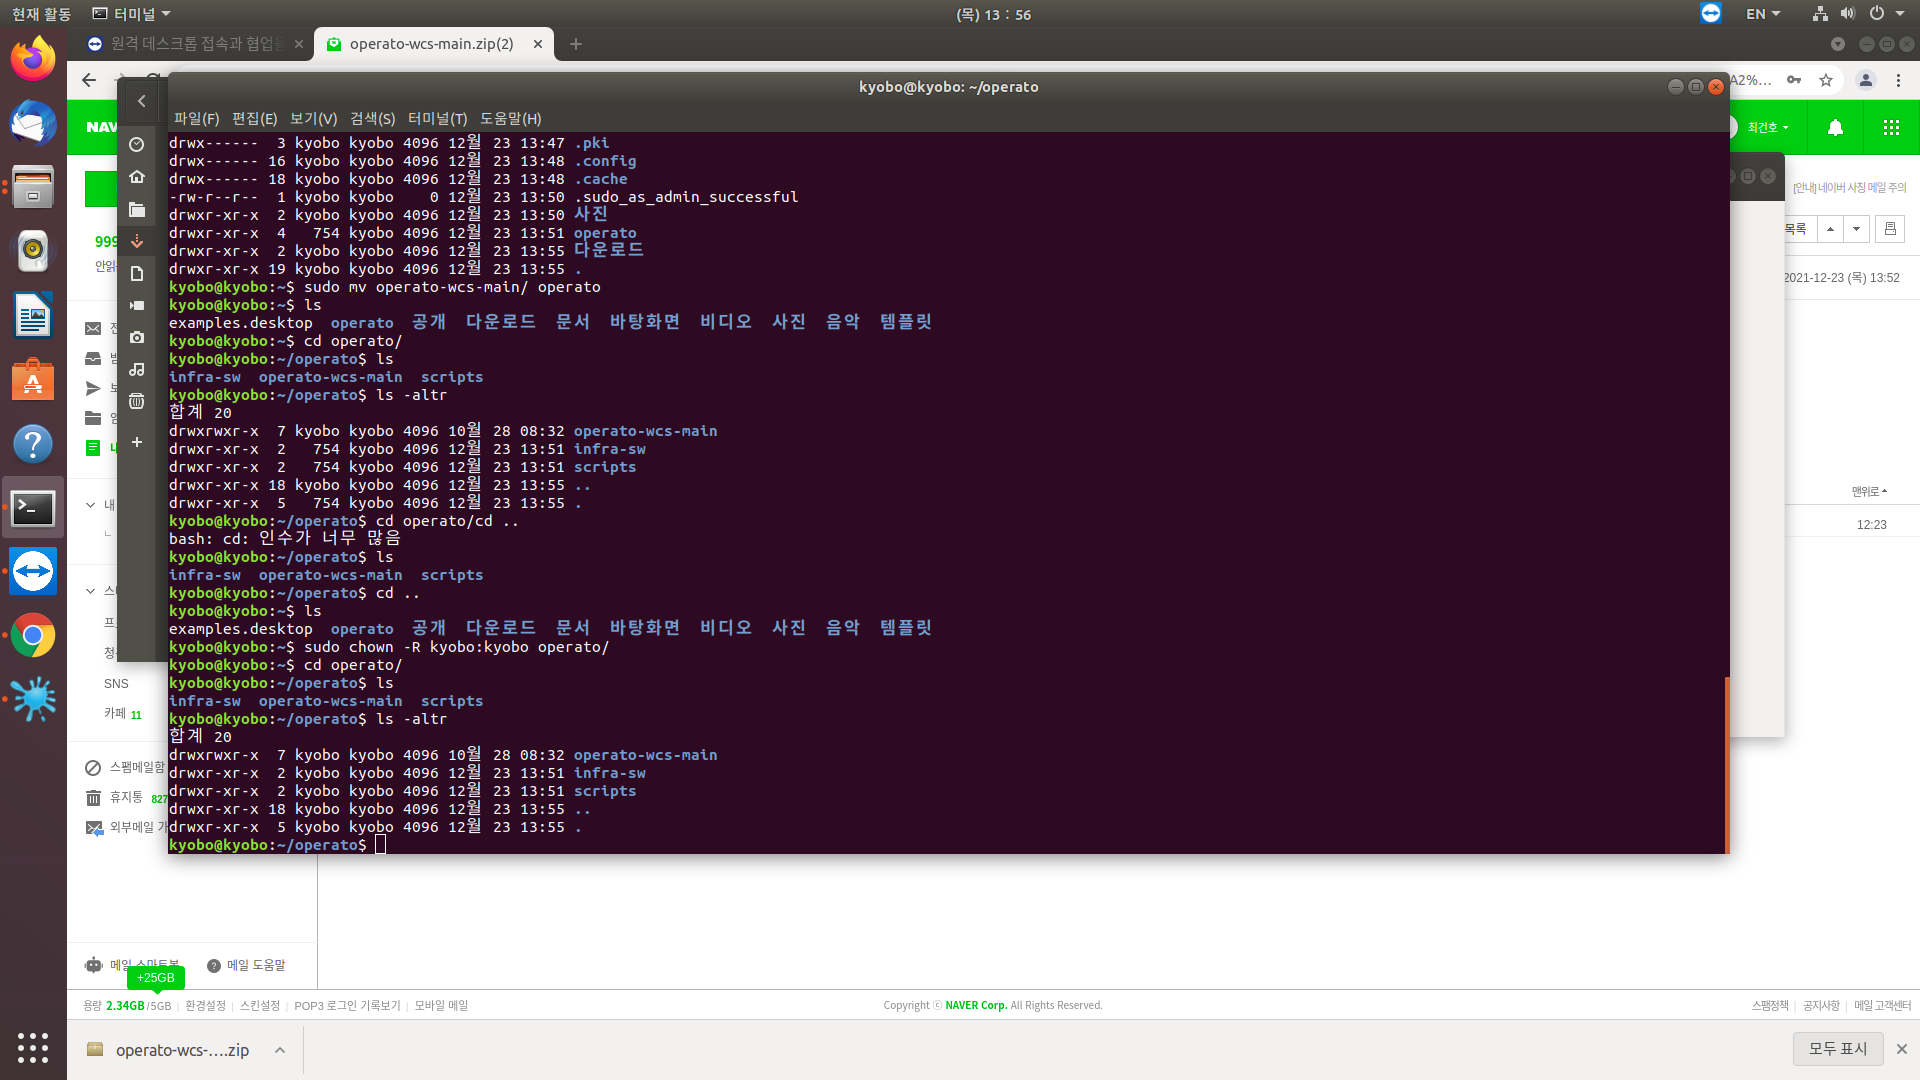 현재 활동
터미널
(목) 13 : 56
EN
원격 데스크톱 접속과 협업을
operato-wcs-main.zip(2)
A2%...
kyobo@kyobo: ~/operato
파일(F) 편집(E) 보기(V) 검색(S) 터미널(T) 도움말(H)
drwx------  3 kyobo kyobo 4096 12월 23 13:47 .pki
drwx------ 16 kyobo kyobo 4096 12월 23 13:48 .config
drwx------ 18 kyobo kyobo 4096 12월 23 13:48 .cache
-rw-r--r--  1 kyobo kyobo    0 12월 23 13:50 .sudo_as_admin_successful
drwxr-xr-x  2 kyobo kyobo 4096 12월 23 13:50 사진
drwxr-xr-x  4   754 kyobo 4096 12월 23 13:51 operato
drwxr-xr-x  2 kyobo kyobo 4096 12월 23 13:55 다운로드
drwxr-xr-x 19 kyobo kyobo 4096 12월 23 13:55 .
kyobo@kyobo:~$ sudo mv operato-wcs-main/ operato
kyobo@kyobo:~$ ls
examples.desktop  operato  공개  다운로드  문서  바탕화면  비디오  사진  음악  템플릿
kyobo@kyobo:~$ cd operato/
kyobo@kyobo:~/operato$ ls
infra-sw  operato-wcs-main  scripts
kyobo@kyobo:~/operato$ ls -altr
합계 20
drwxrwxr-x  7 kyobo kyobo 4096 10월 28 08:32 operato-wcs-main
drwxr-xr-x  2   754 kyobo 4096 12월 23 13:51 infra-sw
drwxr-xr-x  2   754 kyobo 4096 12월 23 13:51 scripts
drwxr-xr-x 18 kyobo kyobo 4096 12월 23 13:55 ..
drwxr-xr-x  5   754 kyobo 4096 12월 23 13:55 .
kyobo@kyobo:~/operato$ cd operato/cd ..
bash: cd: 인수가 너무 많음
kyobo@kyobo:~/operato$ ls
infra-sw  operato-wcs-main  scripts
kyobo@kyobo:~/operato$ cd ..
kyobo@kyobo:~$ ls
examples.desktop  operato  공개  다운로드  문서  바탕화면  비디오  사진  음악  템플릿
kyobo@kyobo:~$ sudo chown -R kyobo:kyobo operato/
kyobo@kyobo:~$ cd operato/
kyobo@kyobo:~/operato$ ls
infra-sw  operato-wcs-main  scripts
kyobo@kyobo:~/operato$ ls -altr
합계 20
drwxrwxr-x  7 kyobo kyobo 4096 10월 28 08:32 operato-wcs-main
drwxr-xr-x  2 kyobo kyobo 4096 12월 23 13:51 infra-sw
drwxr-xr-x  2 kyobo kyobo 4096 12월 23 13:51 scripts
drwxr-xr-x 18 kyobo kyobo 4096 12월 23 13:55 ..
drwxr-xr-x  5 kyobo kyobo 4096 12월 23 13:55 .
kyobo@kyobo:~/operato$
NAV
999
내
SNS
카페 11
스팸메일함
휴지통 827
외부메일 가
최건호
[안내] 네이버 사칭 메일 주의
목록
2021-12-23 (목) 13:52
맨위로
12:23
메일 스마트봇
메일 도움말
+25GB
용량 2.34GB/5GB | 환경설정 | 스킨설정 | POP3 로그인 기록보기 | 모바일 메일
Copyright ⓒ NAVER Corp. All Rights Reserved.
스팸정책 | 공지사항 | 메일 고객센터
operato-wcs-....zip
모두 표시